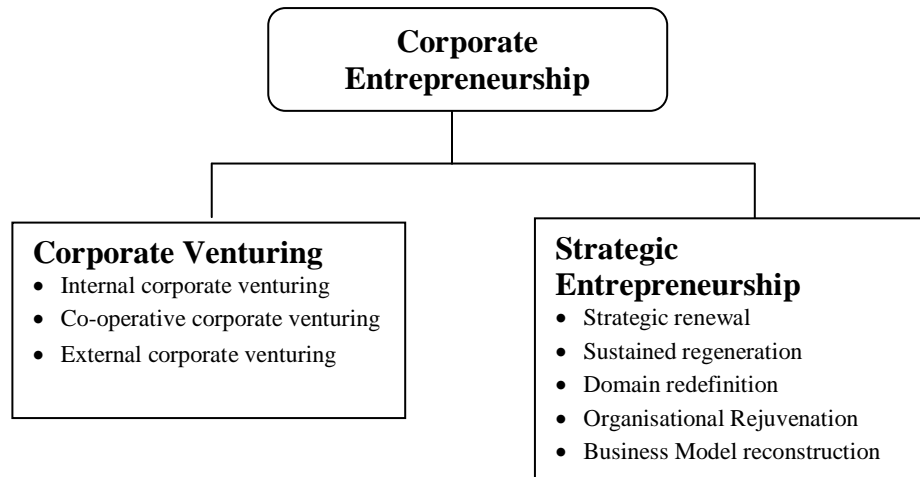 Corporate
Entrepreneurship
Corporate Venturing
• Internal corporate venturing
• Co-operative corporate venturing
• External corporate venturing
Strategic
Entrepreneurship
• Strategic renewal
• Sustained regeneration
• Domain redefinition
• Organisational Rejuvenation
• Business Model reconstruction